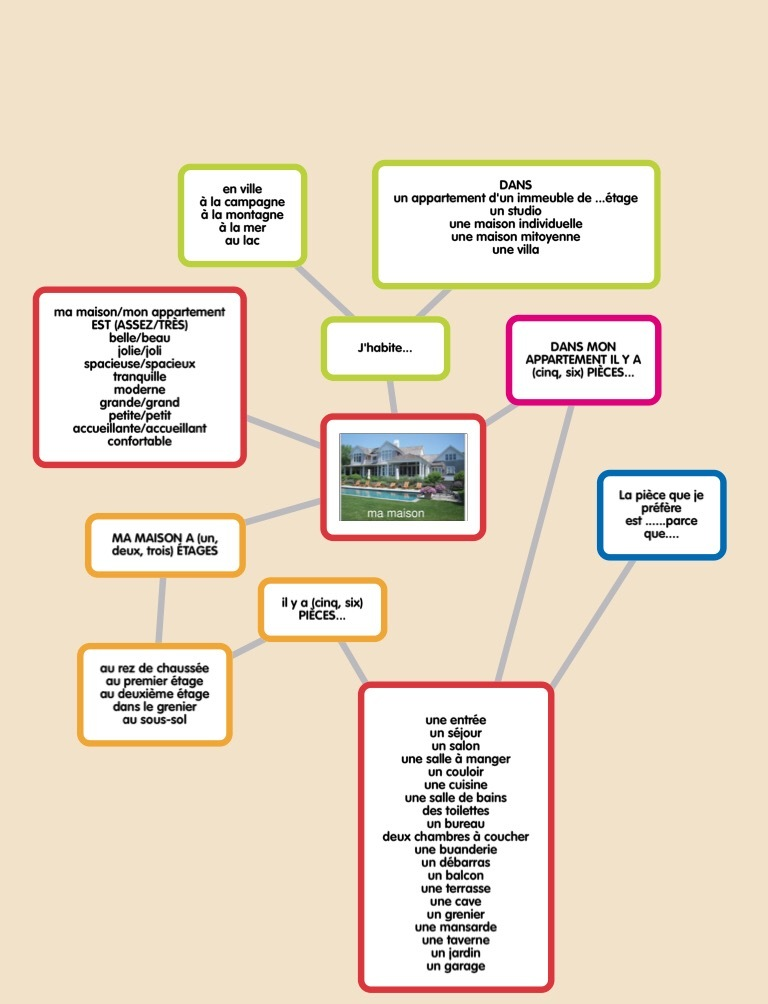 en ville
à la campagne
à la montagne
à la mer
au lac
DANS
un appartement d'un immeuble de ...étage
un studio
une maison individuelle
une maison mitoyenne
une villa
ma maison/mon appartement
EST (ASSEZ/TRÈS)
belle/beau
jolie/joli
spacieuse/spacieux
tranquille
moderne
grande/grand
petite/petit
accueillante/accueillant
confortable
J'habite...
DANS MON
APPARTEMENT IL Y A
(cinq, six) PIÈCES...
ma maison
La pièce que je
préfère
est ......parce
que....
MA MAISON A (un,
deux, trois) ÉTAGES
il y a (cinq, six)
PIÈCES...
au rez de chaussée
au premier étage
au deuxième étage
dans le grenier
au sous-sol
une entrée
un séjour
un salon
une salle à manger
un couloir
une cuisine
une salle de bains
des toilettes
un bureau
deux chambres à coucher
une buanderie
un débarras
un balcon
une terrasse
une cave
un grenier
une mansarde
une taverne
un jardin
un garage